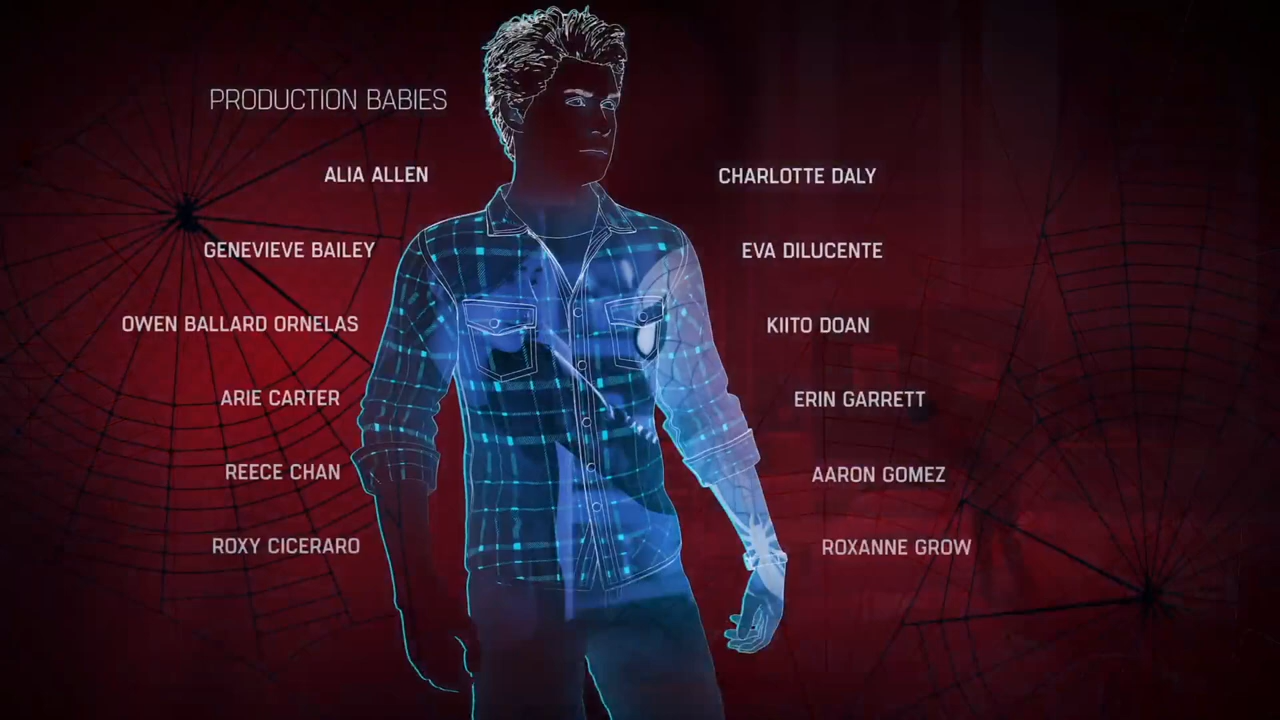 PRODUCTION BABIES
ALIA ALLEN
GENEVIEVE BAILEY
OWEN BALLARD ORNELAS
ARIE CARTER
REECE CHAN
ROXY CICERARO
CHARLOTTE DALY
EVA DILUCENTE
KIITO DOAN
ERIN GARRETT
AARON GOMEZ
ROXANNE GROW